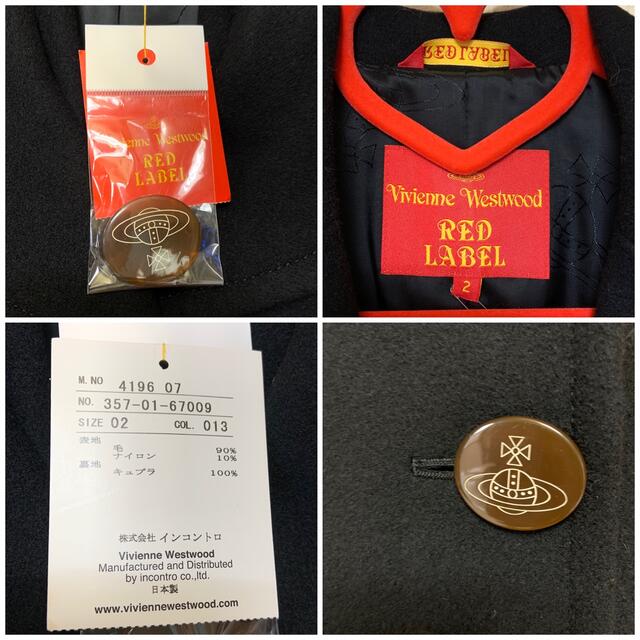 Vivienne Westwood
RED
LABEL
RED LABEL
Vivienne Westwood
RED
LABEL
2
M.NO 4196 07
NO. 357-01-67009
SIZE 02 COL. 013
表地
毛 90%
ナイロン 10%
裏地
キュプラ 100%
株式会社 インコントロ
Vivienne Westwood
Manufactured and Distributed
by incontro co.,ltd.
日本製
www.viviennewestwood.com